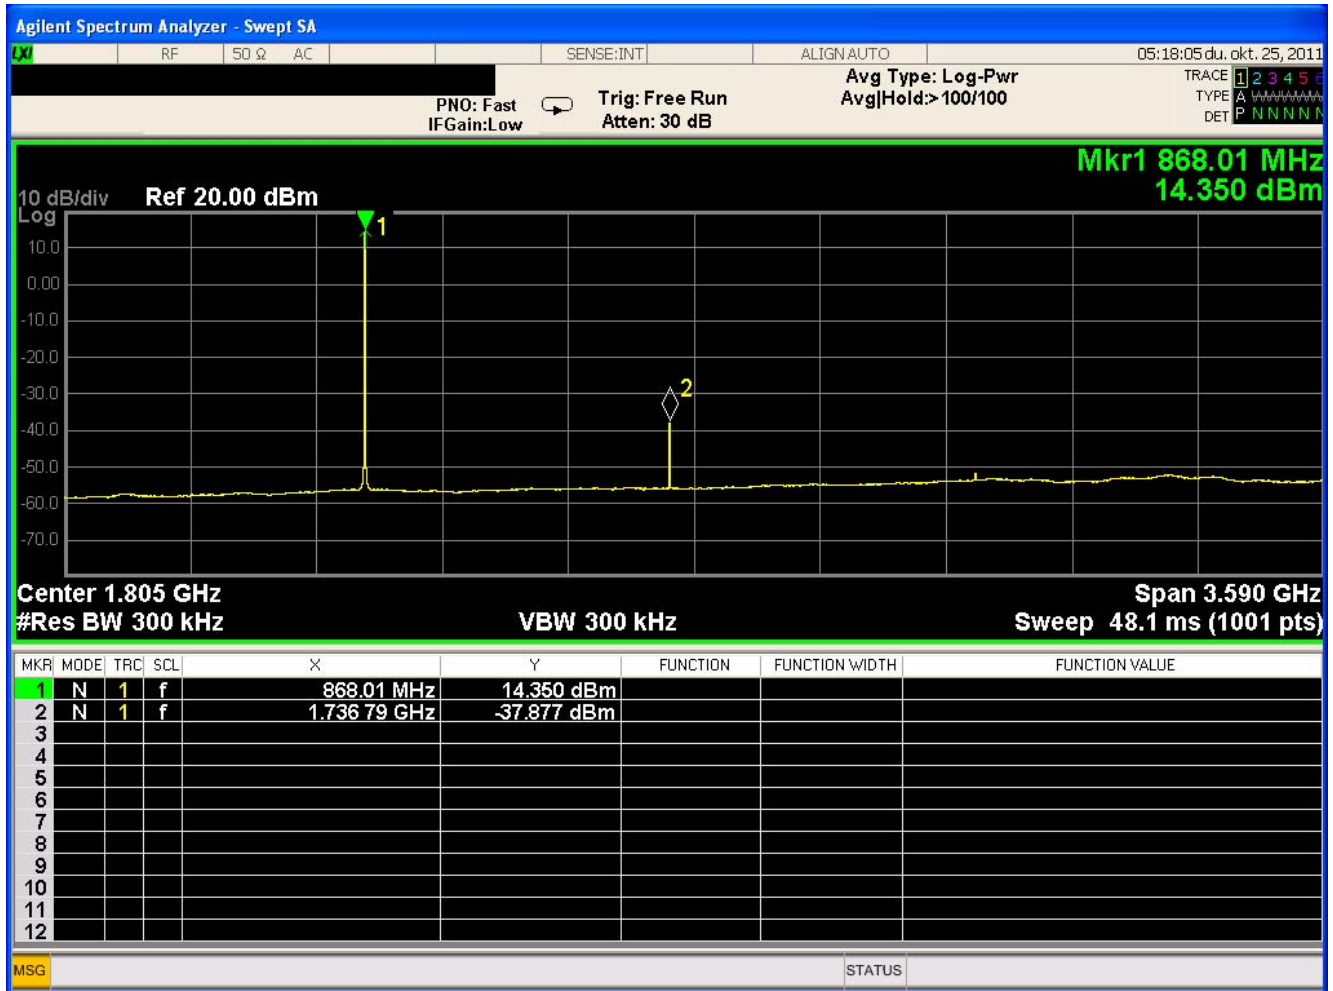 Agilent Spectrum Analyzer - Swept SA
LXI RF 50 Ω AC SENSE:INT ALIGN AUTO 05:18:05 du. okt. 25, 2011
PNO: Fast Trig: Free Run Avg Type: Log-Pwr TRACE 1 2 3 4 5 6
IFGain:Low Atten: 30 dB Avg|Hold:>100/100 TYPE A
DET P N N N N N
Mkr1 868.01 MHz
14.350 dBm
10 dB/div Ref 20.00 dBm
Log
1
10.0
0.00
-10.0
-20.0
-30.0
2
-40.0
-50.0
-60.0
-70.0
Center 1.805 GHz Span 3.590 GHz
#Res BW 300 kHz VBW 300 kHz Sweep 48.1 ms (1001 pts)
MKR MODE TRC SCL X Y FUNCTION FUNCTION WIDTH FUNCTION VALUE
1 N 1 f 868.01 MHz 14.350 dBm
2 N 1 f 1.736 79 GHz -37.877 dBm
3
4
5
6
7
8
9
10
11
12
MSG STATUS